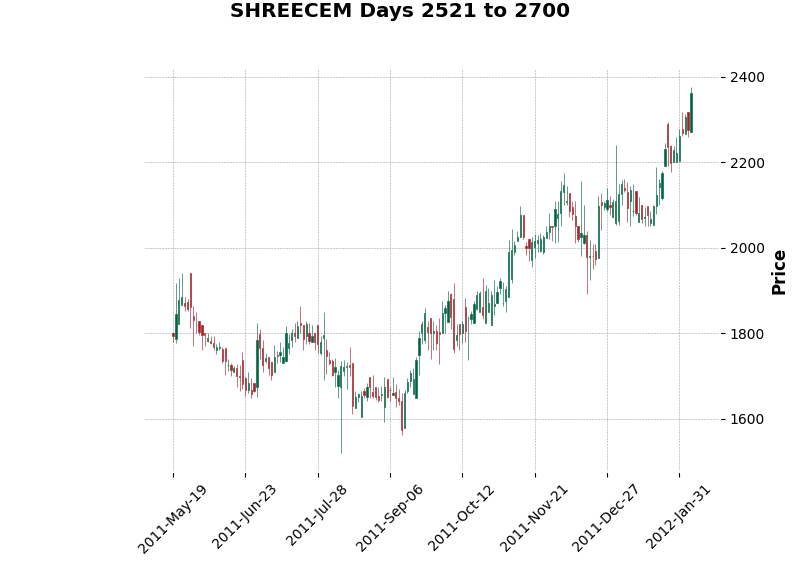 SHREECEM Days 2521 to 2700
2400
2200
2000
1800
1600
Price
2011-May-19
2011-Jun-23
2011-Jul-28
2011-Sep-06
2011-Oct-12
2011-Nov-21
2011-Dec-27
2012-Jan-31